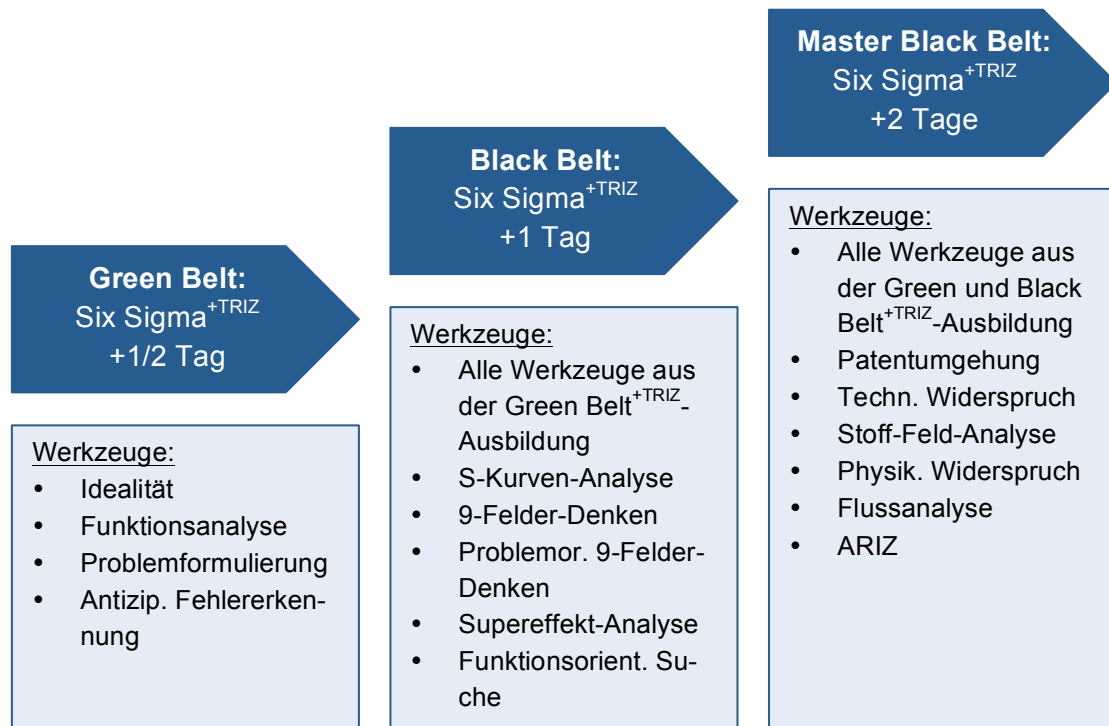 Green Belt:
Six Sigma+TRIZ
+1/2 Tag
Werkzeuge:
• Idealität
• Funktionsanalyse
• Problemformulierung
• Antizip. Fehlererken-
nung
Black Belt:
Six Sigma+TRIZ
+1 Tag
Werkzeuge:
• Alle Werkzeuge aus
der Green Belt+TRIZ-
Ausbildung
• S-Kurven-Analyse
• 9-Felder-Denken
• Problemor. 9-Felder-
Denken
• Supereffekt-Analyse
• Funktionsorient. Su-
che
Master Black Belt:
Six Sigma+TRIZ
+2 Tage
Werkzeuge:
• Alle Werkzeuge aus
der Green und Black
Belt+TRIZ-Ausbildung
• Patentumgehung
• Techn. Widerspruch
• Stoff-Feld-Analyse
• Physik. Widerspruch
• Flussanalyse
• ARIZ